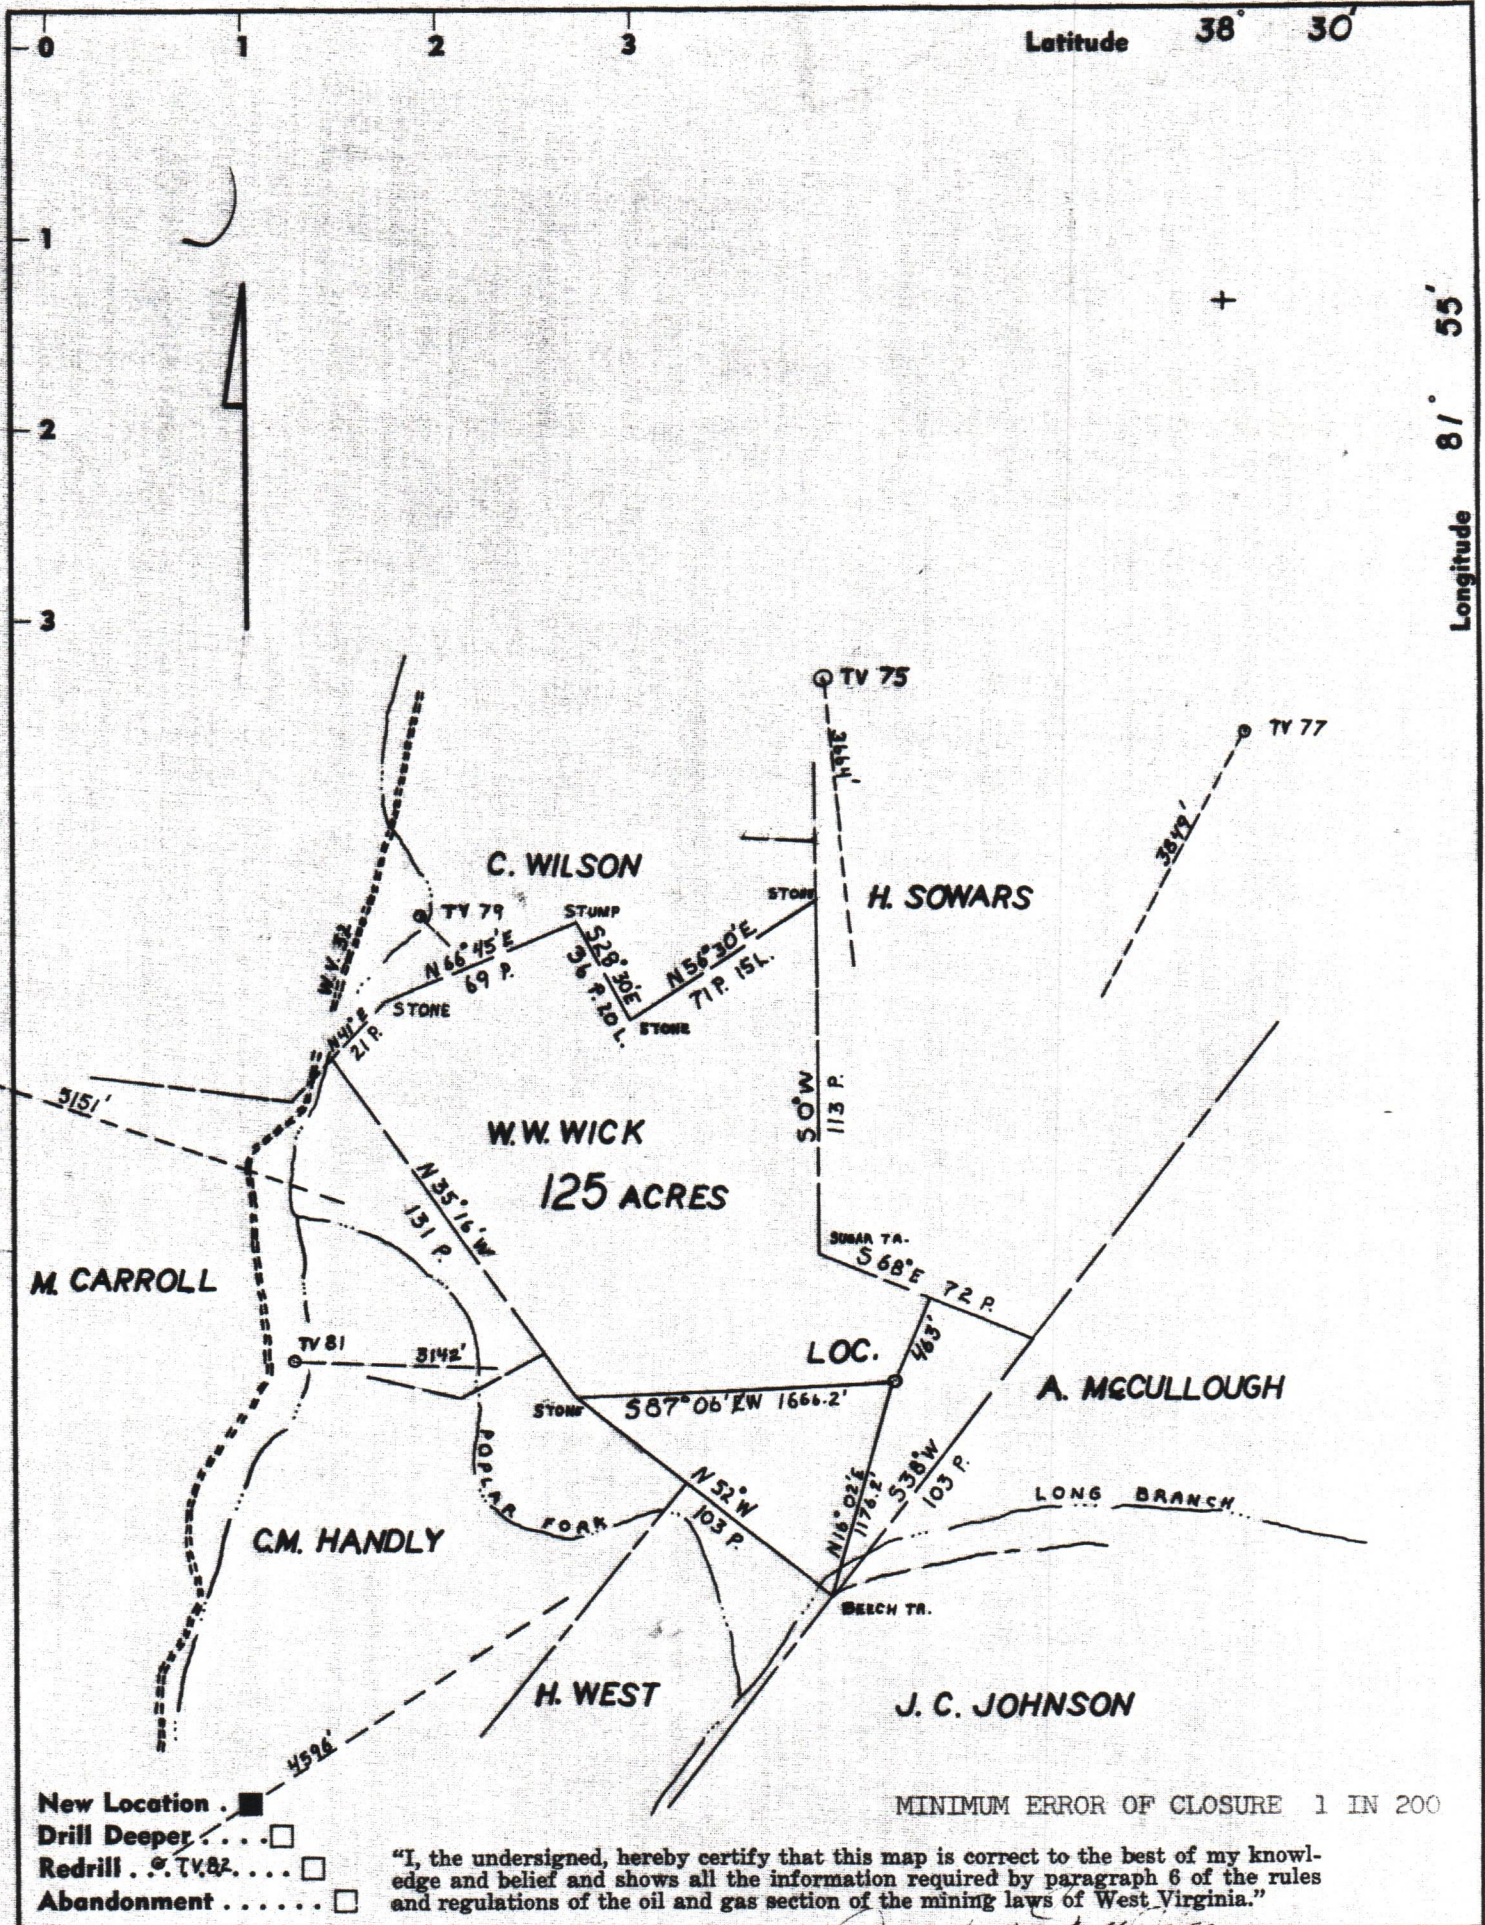 0 1 2 3 Latitude 38° 30'
1
2
3
Longitude 81° 55'
TV 75
3664'
TV 77
3849'
C. WILSON
H. SOWARS
STONE
TV 79
STUMP
W.V. 32
N 66° 45' E
69 P.
S 28° 30' E
36 P. 20 L.
N 56° 30' E
71 P. 15 L.
STONE
STONE
N 41° E
21 P.
5151'
S 0° W
113 P.
W.W. WICK
125 ACRES
N 35° 16' W
131 P.
SUGAR TR.
S 68° E 72 P.
M. CARROLL
TV 81
3142'
LOC.
463'
A. McCULLOUGH
STONE
S 87° 06' W 1666.2'
POPLAR FORK
N 52° W
103 P.
N 16° 02' E
1176.2'
S 38° W
103 P.
LONG BRANCH
C.M. HANDLY
BEECH TR.
H. WEST
J. C. JOHNSON
4596'
New Location .
Drill Deeper . . . .
Redrill . . . . . . . .
TV 82
Abandonment . . . . . .
MINIMUM ERROR OF CLOSURE 1 IN 200
“I, the undersigned, hereby certify that this map is correct to the best of my knowl-
edge and belief and shows all the information required by paragraph 6 of the rules
and regulations of the oil and gas section of the mining laws of West Virginia.”